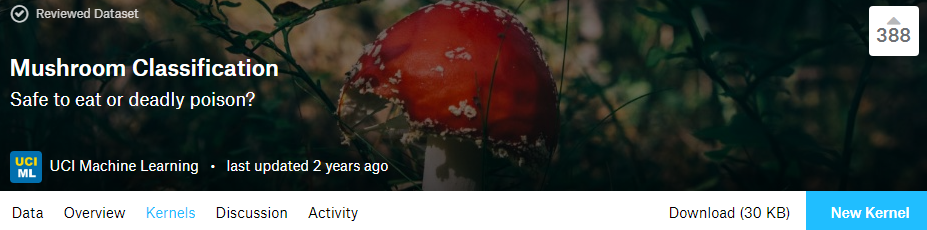 Reviewed Dataset
388
Mushroom Classification
Safe to eat or deadly poison?
UCI
ML
UCI Machine Learning • last updated 2 years ago
Data Overview Kernels Discussion Activity Download (30 KB) New Kernel